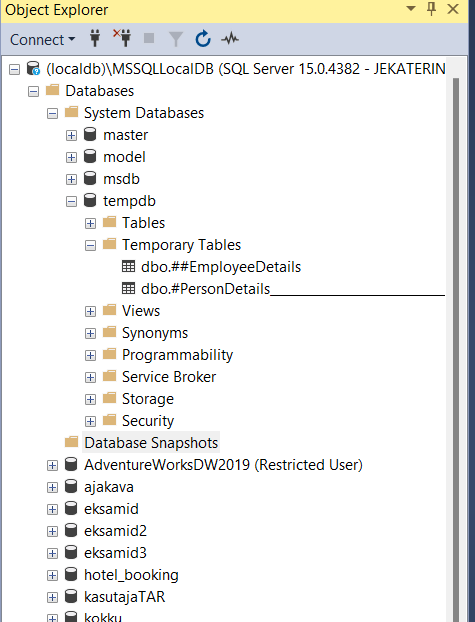 Object Explorer
Connect
(localdb)\MSSQLLocalDB (SQL Server 15.0.4382 - JEKATERIN
Databases
System Databases
master
model
msdb
tempdb
Tables
Temporary Tables
dbo.##EmployeeDetails
dbo.#PersonDetails______________________
Views
Synonyms
Programmability
Service Broker
Storage
Security
Database Snapshots
AdventureWorksDW2019 (Restricted User)
ajakava
eksamid
eksamid2
eksamid3
hotel_booking
kasutajaTAR
kokku